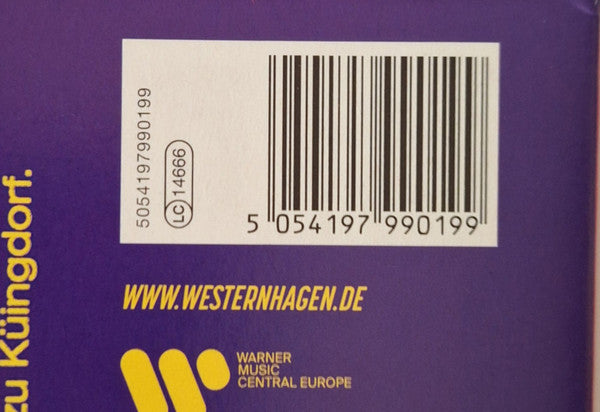 zu Küingdorf.
5054197990199
LC 14666
5 054197 990199
WWW.WESTERNHAGEN.DE
WARNER
MUSIC
CENTRAL EUROPE